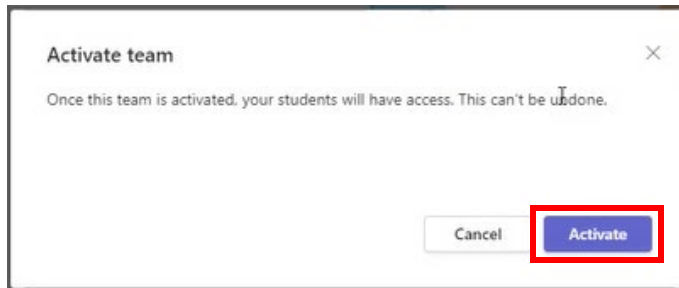 Activate team
Once this team is activated, your students will have access. This can't be undone.
Cancel
Activate